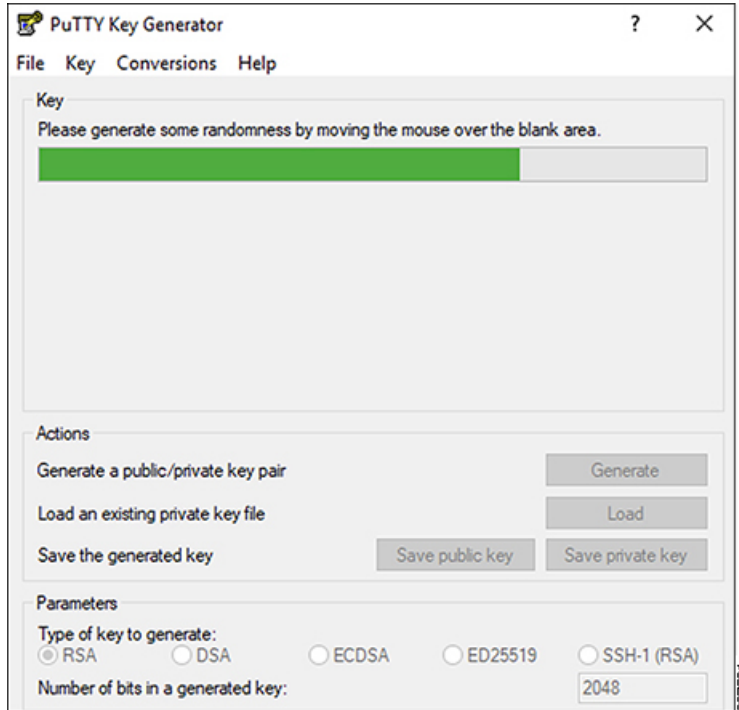 PuTTY Key Generator ?
File Key Conversions Help
Key
Please generate some randomness by moving the mouse over the blank area.
Actions
Generate a public/private key pair Generate
Load an existing private key file Load
Save the generated key Save public key Save private key
Parameters
Type of key to generate:
RSA DSA ECDSA ED25519 SSH-1 (RSA)
Number of bits in a generated key: 2048